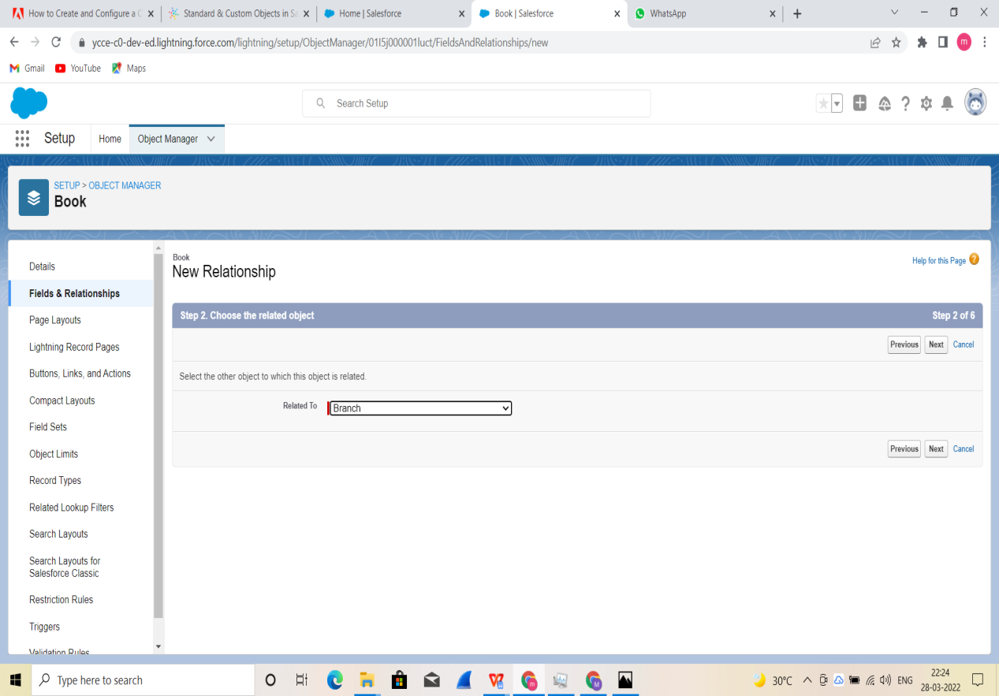 How to Create and Configure a C
Standard & Custom Objects in Sa
Home | Salesforce
Book | Salesforce
WhatsApp
ycce-c0-dev-ed.lightning.force.com/lightning/setup/ObjectManager/01I5j000001luct/FieldsAndRelationships/new
m
Gmail
YouTube
Maps
Search Setup
Setup
Home
Object Manager
SETUP > OBJECT MANAGER
Book
Details
Fields & Relationships
Page Layouts
Lightning Record Pages
Buttons, Links, and Actions
Compact Layouts
Field Sets
Object Limits
Record Types
Related Lookup Filters
Search Layouts
Search Layouts for
Salesforce Classic
Restriction Rules
Triggers
Validation Rules
Book
New Relationship
Help for this Page
Step 2. Choose the related object
Step 2 of 6
Previous Next Cancel
Select the other object to which this object is related.
Related To
Branch
Previous Next Cancel
Type here to search
30°C
ENG
22:24
28-03-2022